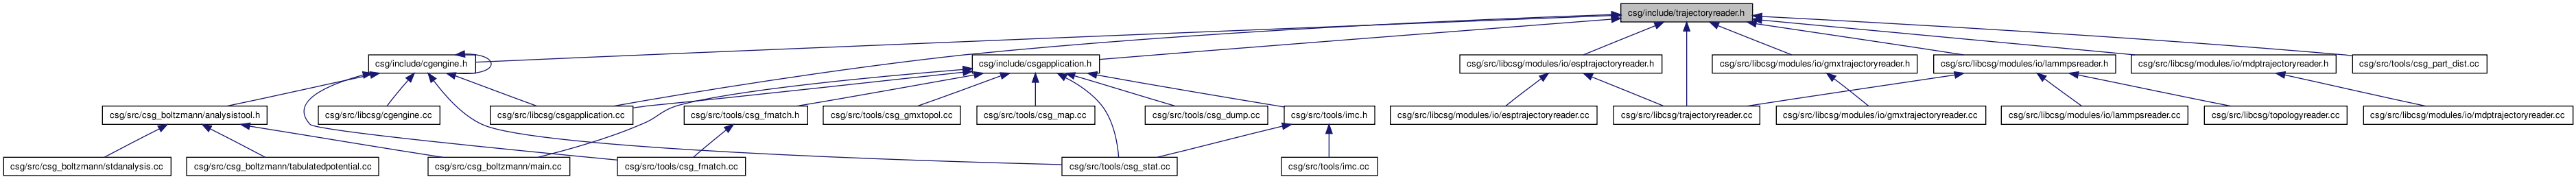 csg/include/trajectoryreader.h
csg/include/cgengine.h
csg/include/csgapplication.h
csg/src/libcsg/modules/io/esptrajectoryreader.h
csg/src/libcsg/modules/io/gmxtrajectoryreader.h
csg/src/libcsg/modules/io/lammpsreader.h
csg/src/libcsg/modules/io/mdptrajectoryreader.h
csg/src/tools/csg_part_dist.cc
csg/src/csg_boltzmann/analysistool.h
csg/src/libcsg/cgengine.cc
csg/src/libcsg/csgapplication.cc
csg/src/tools/csg_fmatch.h
csg/src/tools/csg_gmxtopol.cc
csg/src/tools/csg_map.cc
csg/src/tools/csg_dump.cc
csg/src/tools/imc.h
csg/src/libcsg/modules/io/esptrajectoryreader.cc
csg/src/libcsg/trajectoryreader.cc
csg/src/libcsg/modules/io/gmxtrajectoryreader.cc
csg/src/libcsg/modules/io/lammpsreader.cc
csg/src/libcsg/topologyreader.cc
csg/src/libcsg/modules/io/mdptrajectoryreader.cc
csg/src/csg_boltzmann/stdanalysis.cc
csg/src/csg_boltzmann/tabulatedpotential.cc
csg/src/csg_boltzmann/main.cc
csg/src/tools/csg_fmatch.cc
csg/src/tools/csg_stat.cc
csg/src/tools/imc.cc